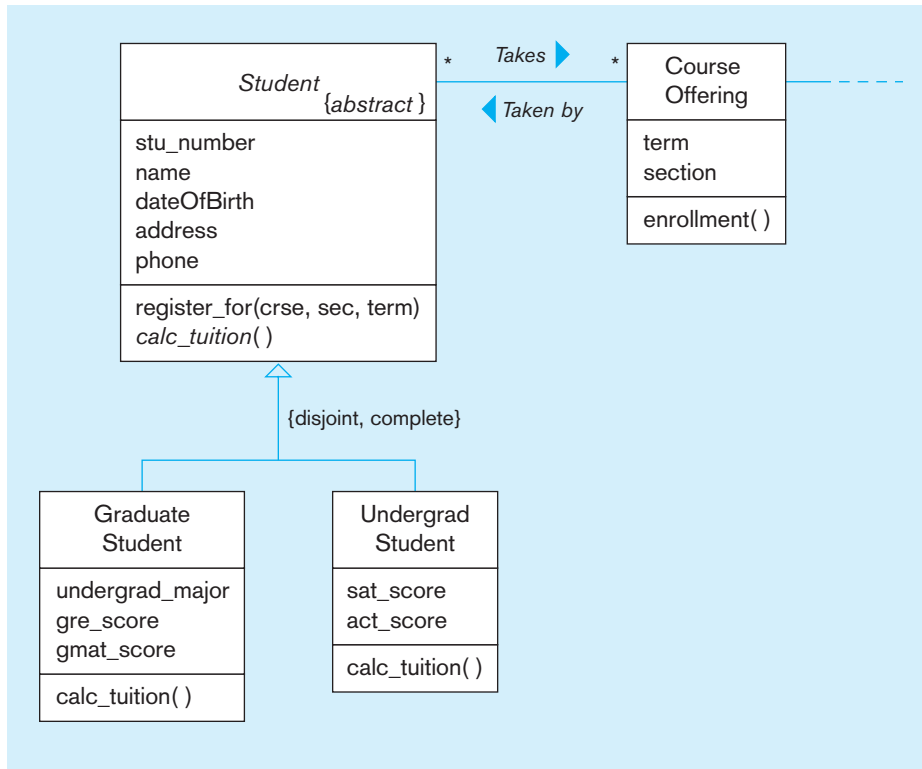 Student
{abstract }
stu_number
name
dateOfBirth
address
phone
register_for(crse, sec, term)
calc_tuition( )
*
Takes
*
Taken by
Course
Offering
term
section
enrollment( )
{disjoint, complete}
Graduate
Student
undergrad_major
gre_score
gmat_score
calc_tuition( )
Undergrad
Student
sat_score
act_score
calc_tuition( )